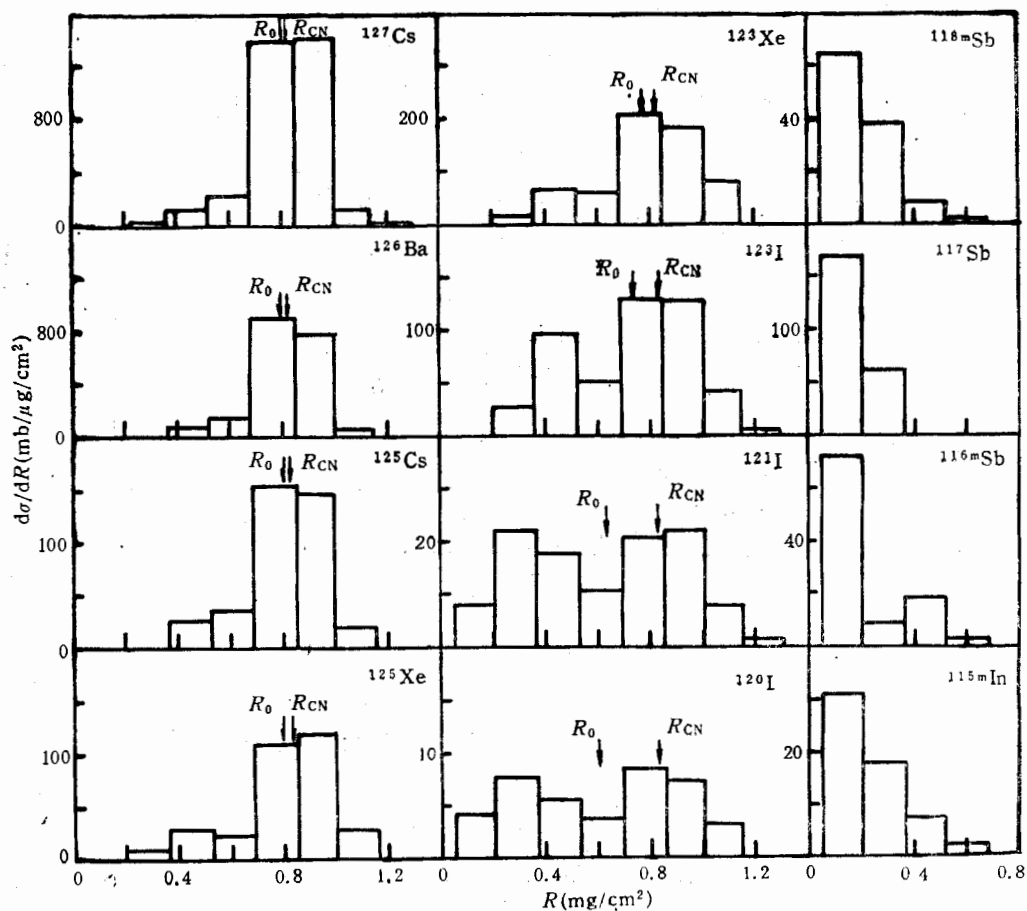 127Cs
R0 RCN
800
0
126Ba
R0 RCN
800
0
125Cs
R0 RCN
100
0
125Xe
R0 RCN
100
0
0 0.4 0.8 1.2
123Xe
R0 RCN
200
123I
R0 RCN
100
121I
R0 RCN
20
120I
R0 RCN
10
0 0.4 0.8 1.2
118mSb
40
117Sb
100
116mSb
40
115mIn
20
0 0.4 0.8
dσ/dR(mb/μg/cm2)
R(mg/cm2)